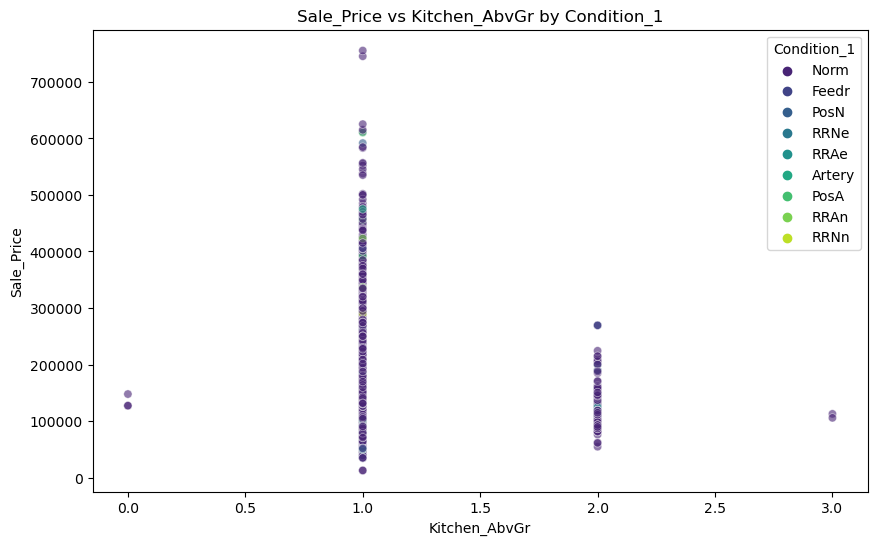 Sale_Price vs Kitchen_AbvGr by Condition_1
Condition_1
Norm
Feedr
PosN
RRNe
RRAe
Artery
PosA
RRAn
RRNn
Sale_Price
700000
600000
500000
400000
300000
200000
100000
0
0.0
0.5
1.0
1.5
2.0
2.5
3.0
Kitchen_AbvGr